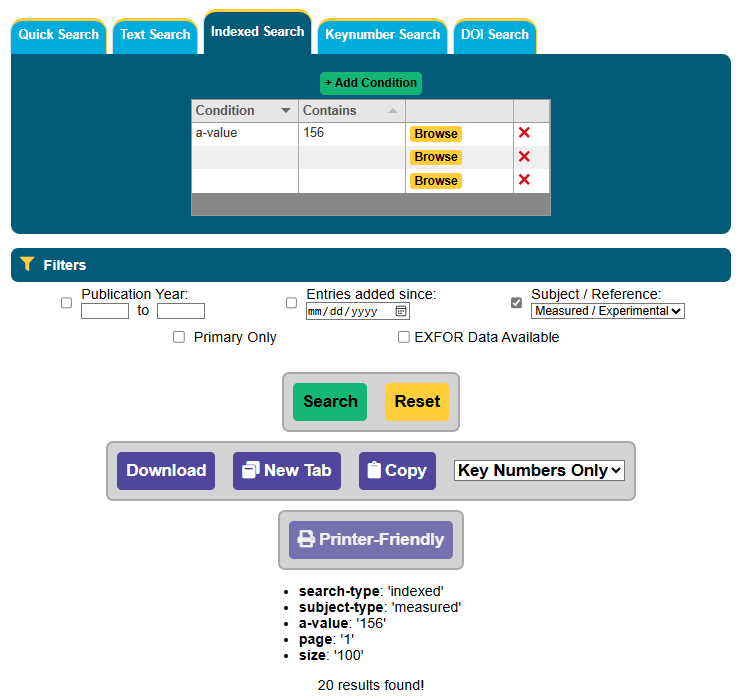 Quick Search Text Search Indexed Search Keynumber Search DOI Search
+ Add Condition
Condition Contains
a-value 156 Browse
Browse
Browse
Filters
Publication Year: Entries added since: Subject / Reference:
to mm/dd/yyyy Measured / Experimental
Primary Only EXFOR Data Available
Search Reset
Download New Tab Copy Key Numbers Only
Printer-Friendly
• search-type: 'indexed'
• subject-type: 'measured'
• a-value: '156'
• page: '1'
• size: '100'
20 results found!